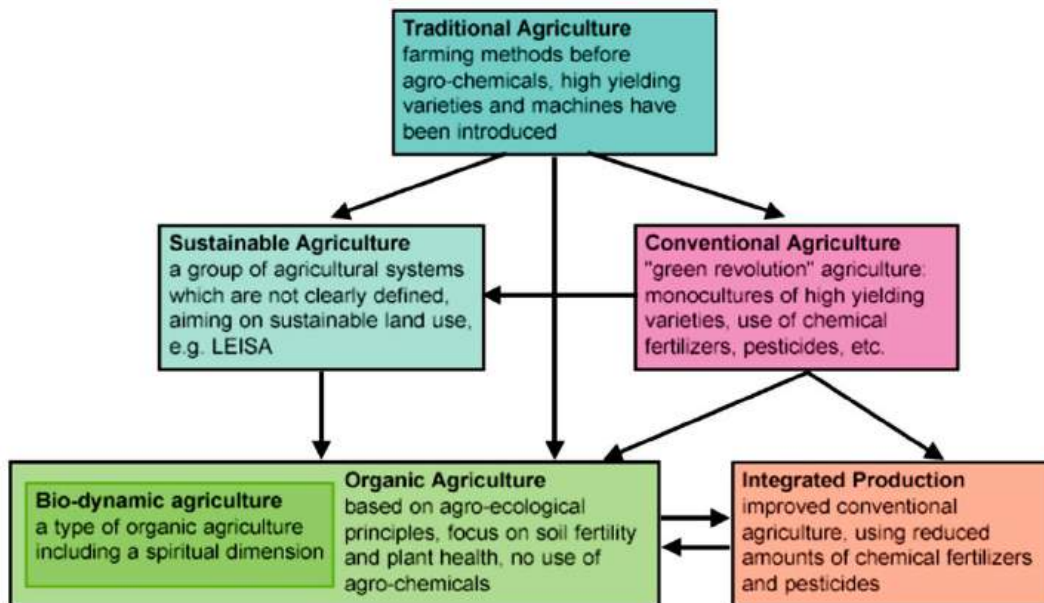 Traditional Agriculture
farming methods before
agro-chemicals, high yielding
varieties and machines have
been introduced
Sustainable Agriculture
a group of agricultural systems
which are not clearly defined,
aiming on sustainable land use,
e.g. LEISA
Conventional Agriculture
"green revolution" agriculture:
monocultures of high yielding
varieties, use of chemical
fertilizers, pesticides, etc.
Bio-dynamic agriculture
a type of organic agriculture
including a spiritual dimension
Organic Agriculture
based on agro-ecological
principles, focus on soil fertility
and plant health, no use of
agro-chemicals
Integrated Production
improved conventional
agriculture, using reduced
amounts of chemical fertilizers
and pesticides